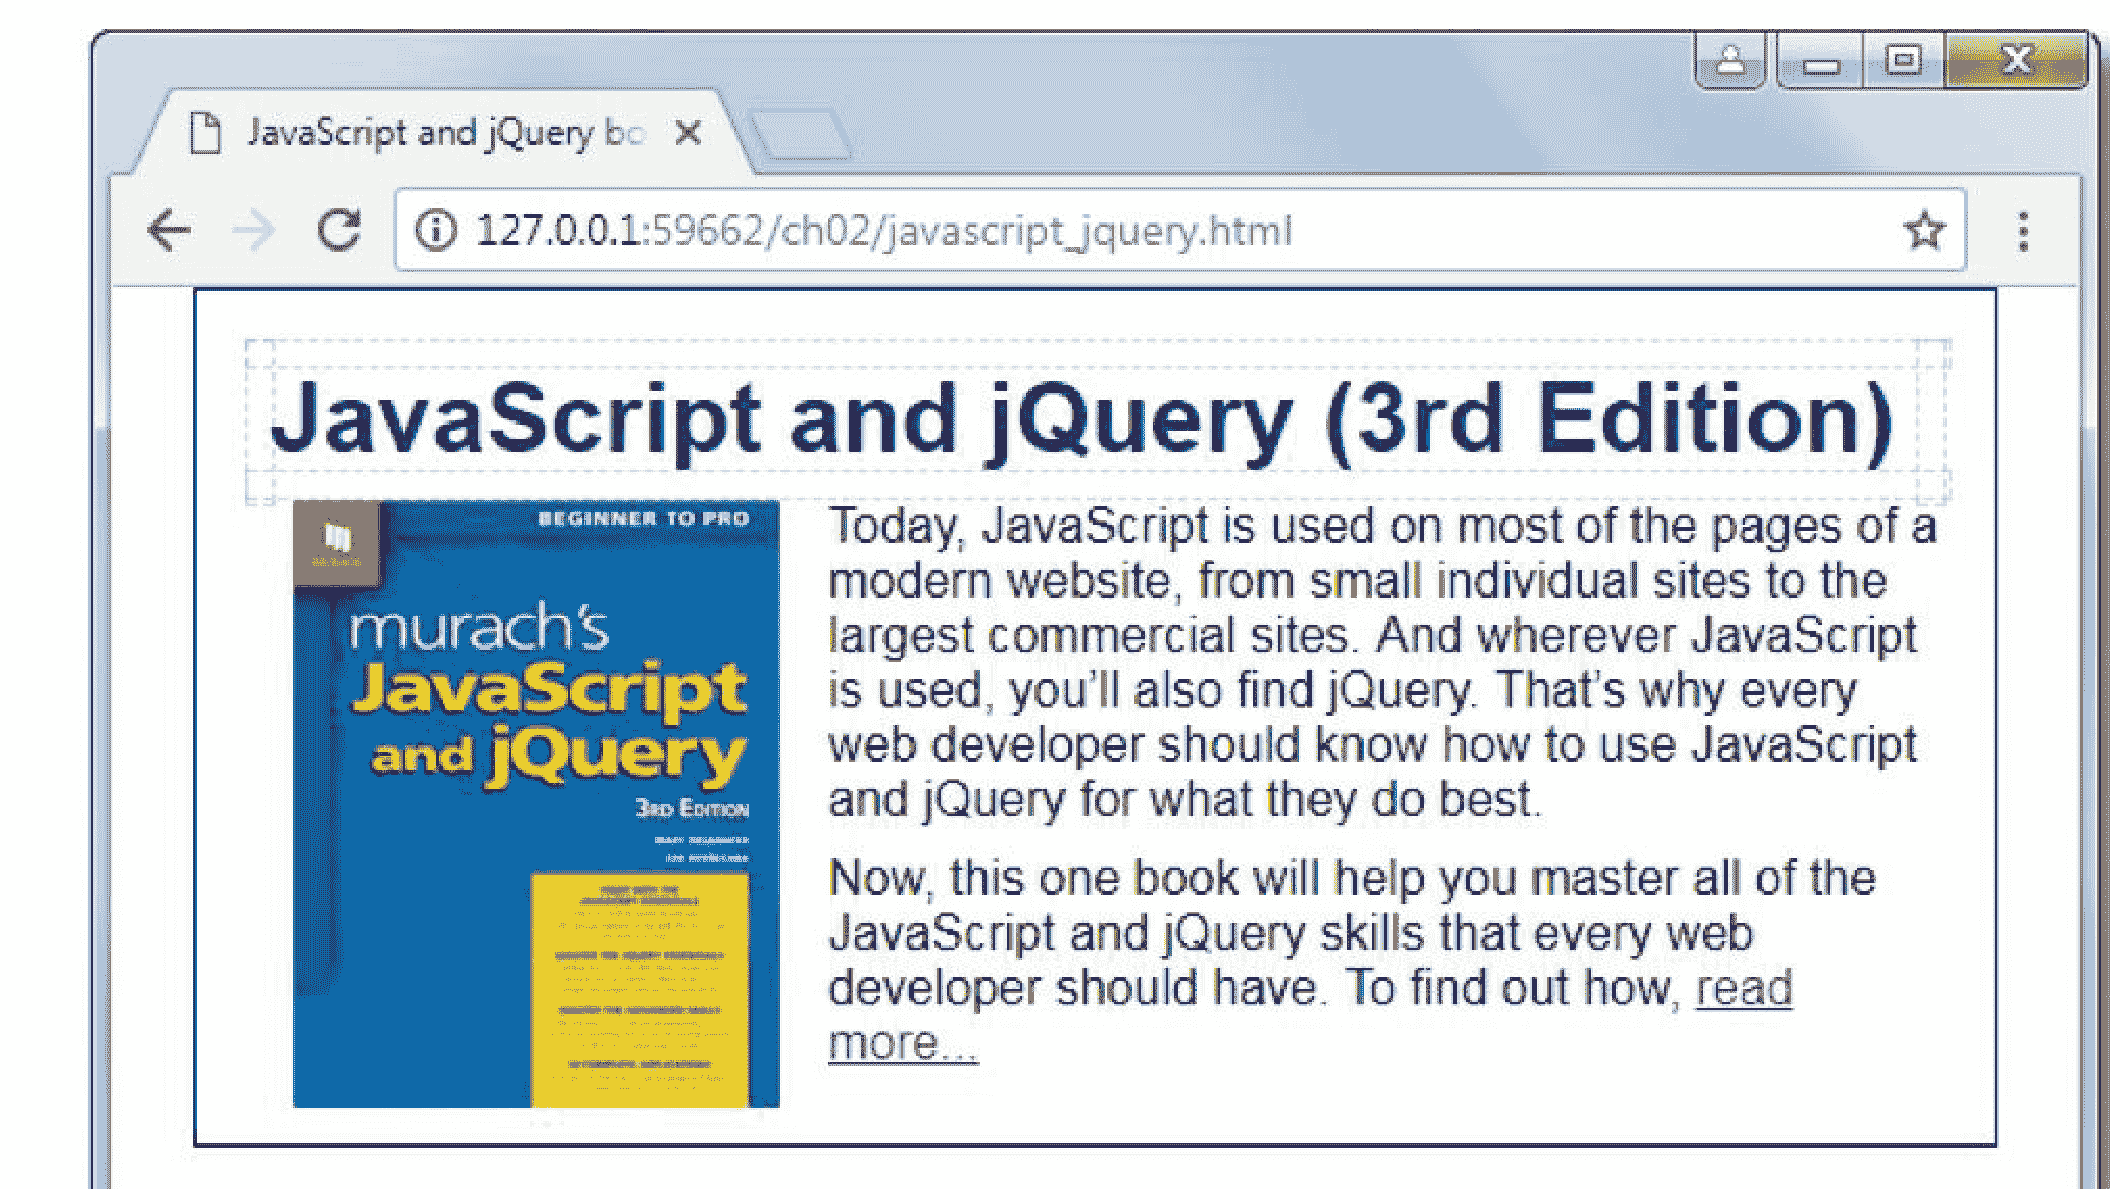 JavaScript and jQuery bo
127.0.0.1:59662/ch02/javascript_jquery.html
JavaScript and jQuery (3rd Edition)
BEGINNER TO PRO
murach's
JavaScript
and jQuery
3RD EDITION
Today, JavaScript is used on most of the pages of a
modern website, from small individual sites to the
largest commercial sites. And wherever JavaScript
is used, you’ll also find jQuery. That’s why every
web developer should know how to use JavaScript
and jQuery for what they do best.
Now, this one book will help you master all of the
JavaScript and jQuery skills that every web
developer should have. To find out how, read
more...